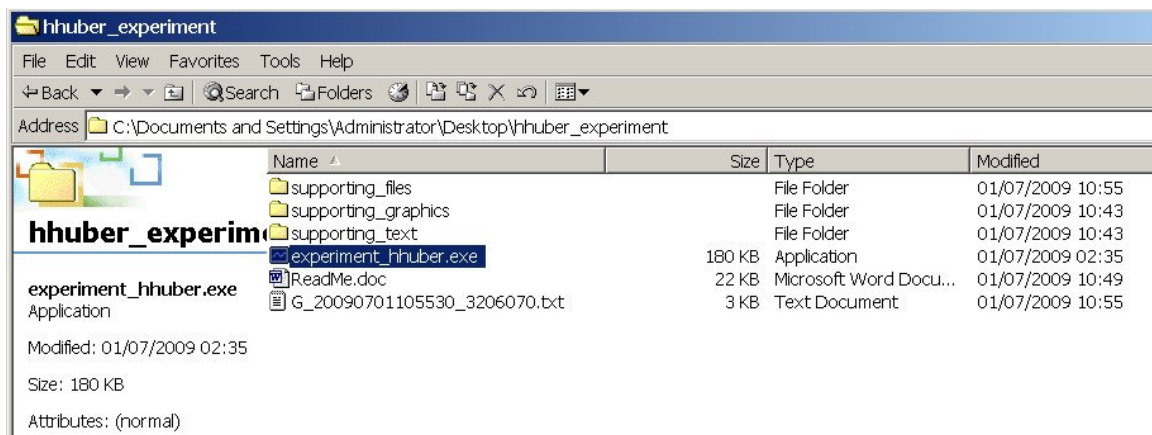 hhuber_experiment
File Edit View Favorites Tools Help
Back Search Folders
Address C:\Documents and Settings\Administrator\Desktop\hhuber_experiment
Name Size Type Modified
supporting_files File Folder 01/07/2009 10:55
supporting_graphics File Folder 01/07/2009 10:43
supporting_text File Folder 01/07/2009 10:43
experiment_hhuber.exe 180 KB Application 01/07/2009 02:35
ReadMe.doc 22 KB Microsoft Word Docu... 01/07/2009 10:49
G_20090701105530_3206070.txt 3 KB Text Document 01/07/2009 10:55
hhuber_experim
experiment_hhuber.exe
Application
Modified: 01/07/2009 02:35
Size: 180 KB
Attributes: (normal)